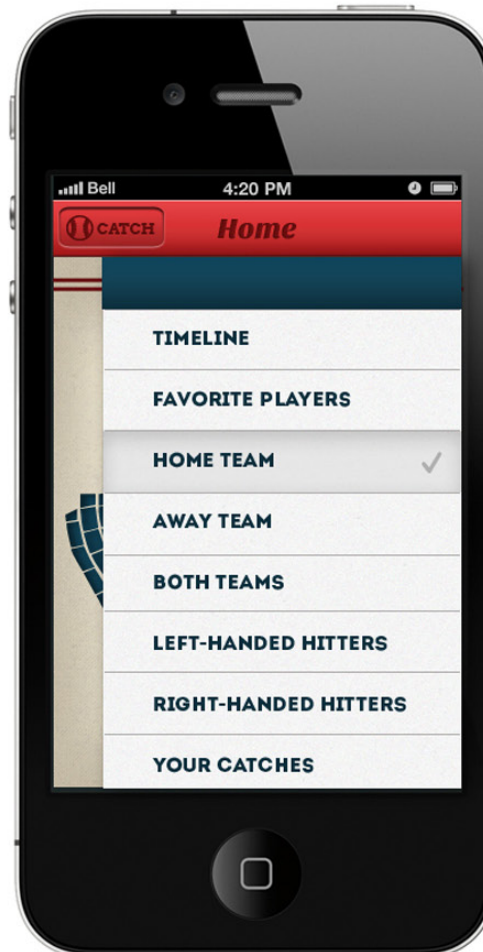 Bell 4:20 PM
CATCH Home
TIMELINE
FAVORITE PLAYERS
HOME TEAM
AWAY TEAM
BOTH TEAMS
LEFT-HANDED HITTERS
RIGHT-HANDED HITTERS
YOUR CATCHES